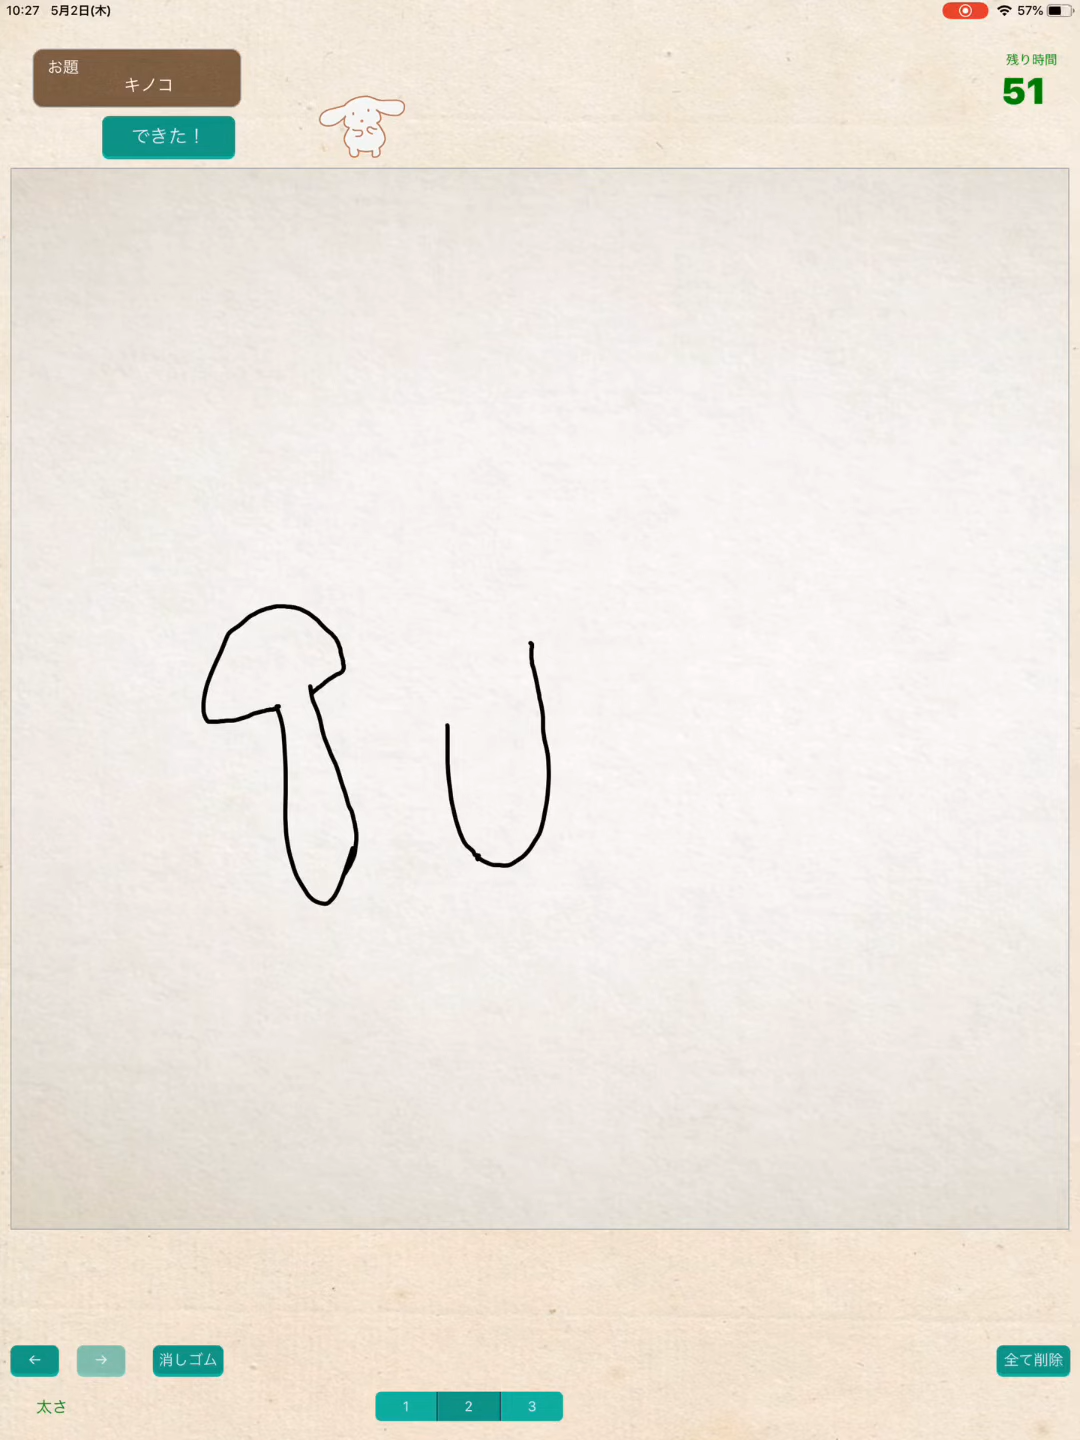 10:27 5月2日(木)
57%
お題
キノコ
できた！
残り時間
51
←
→
消しゴム
全て削除
太さ
1
2
3